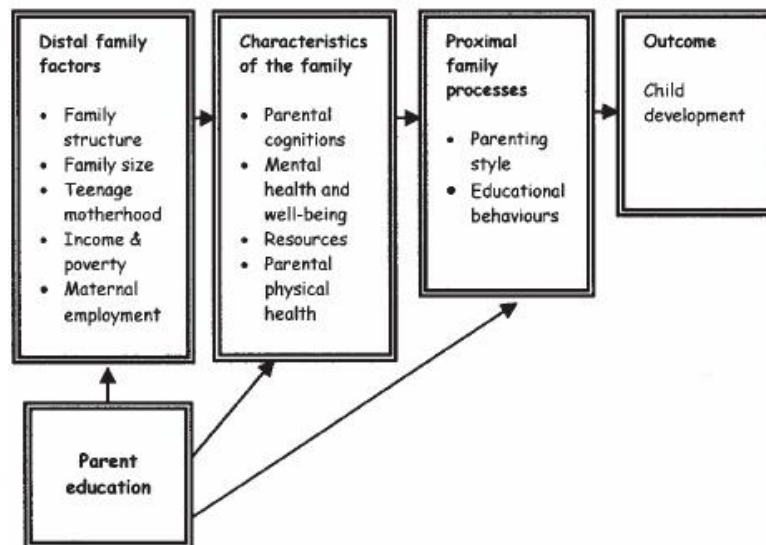 Distal family
factors
• Family
structure
• Family size
• Teenage
motherhood
• Income &
poverty
• Maternal
employment
Characteristics
of the family
• Parental
cognitions
• Mental
health and
well-being
• Resources
• Parental
physical
health
Proximal
family
processes
• Parenting
style
• Educational
behaviours
Outcome
Child
development
Parent
education